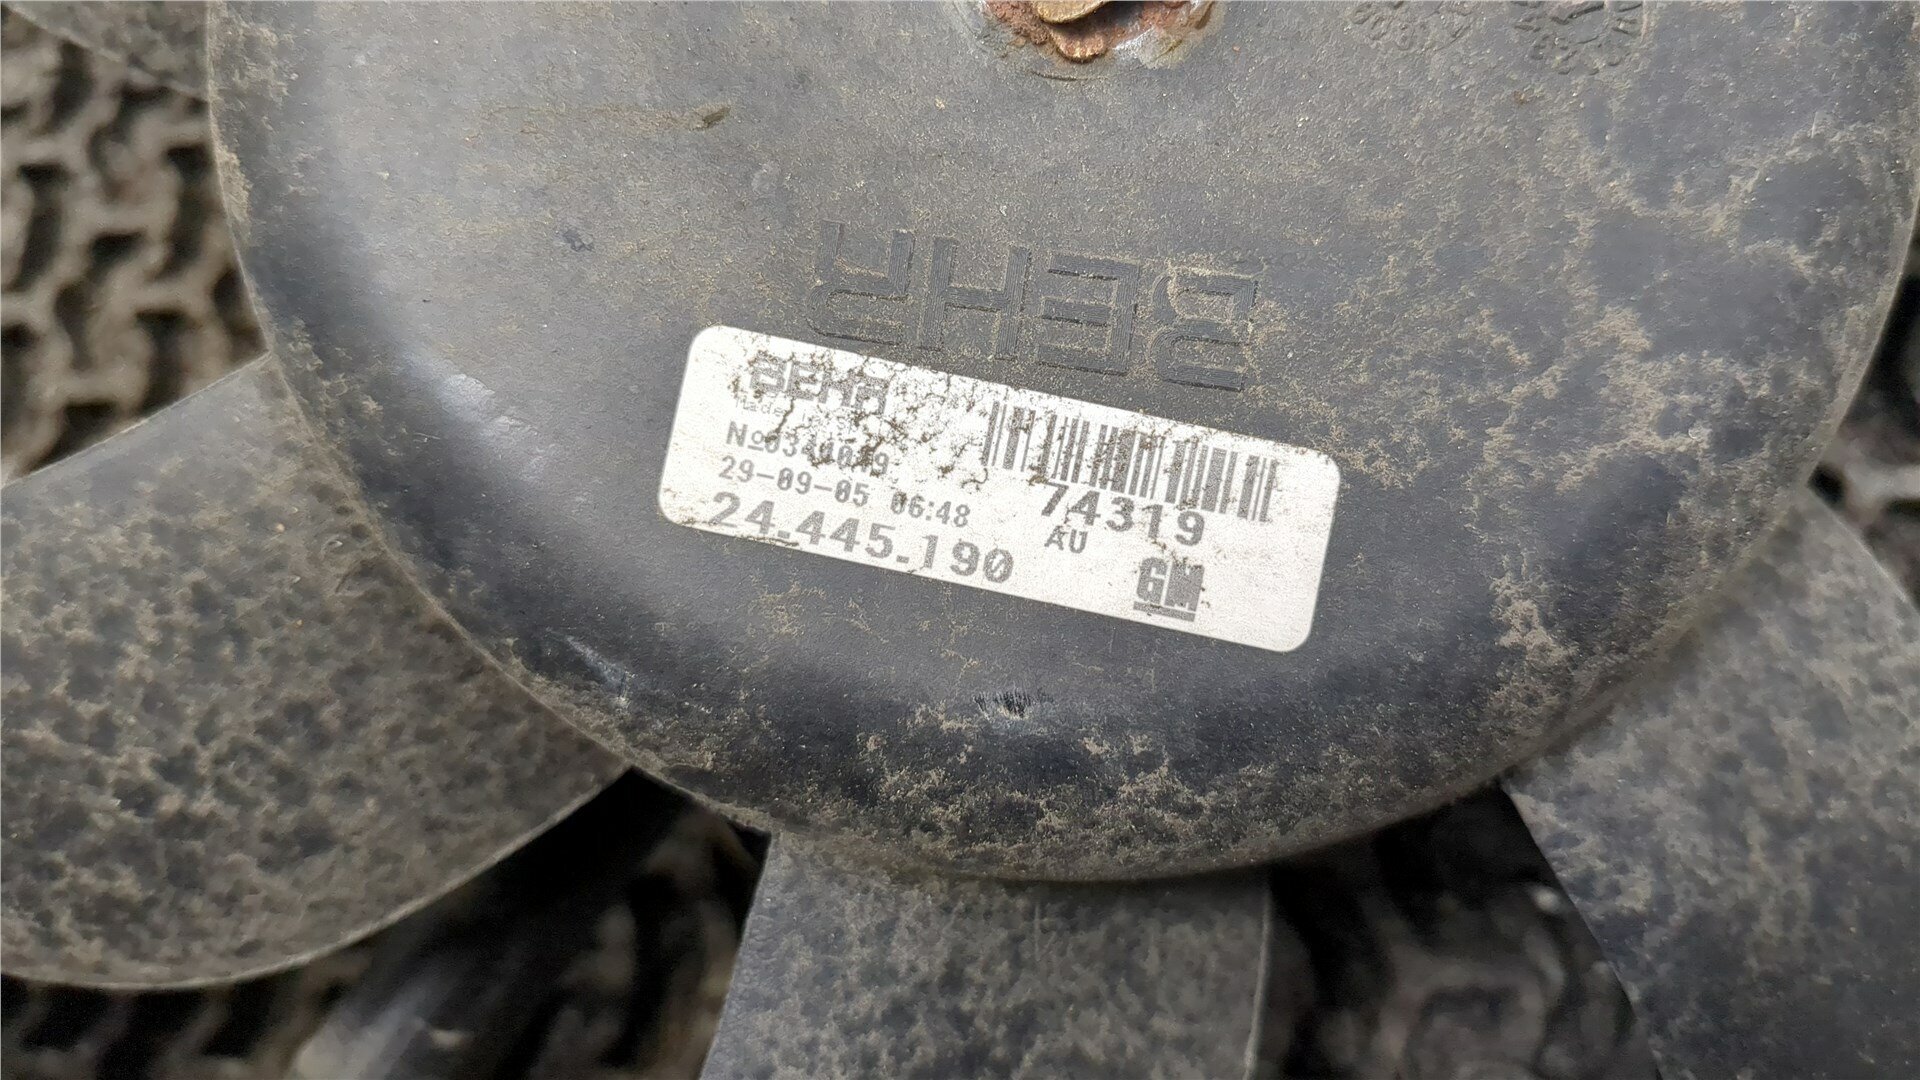 BEHR
BEHR
29-09-05 06:48
74319
AU
24.445.190
GM